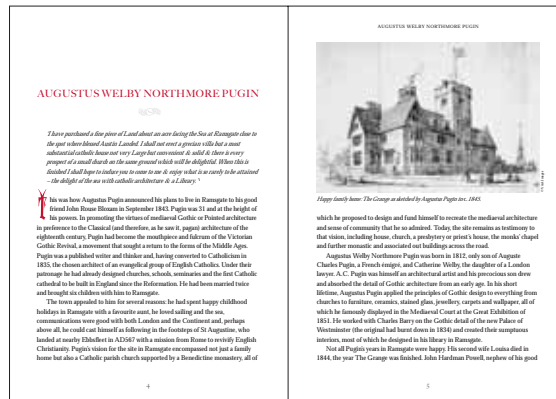 AUGUSTUS WELBY NORTHMORE PUGIN
I have purchased a fine piece of Land about an acre facing the Sea at Ramsgate close to
the spot where blessed Austin Landed. I shall not erect a grecian villa but a most
substantial catholic house not very Large but convenient & solid & there is every
prospect of a small church on the same ground which will be delightful. When this is
finished I shall hope to induce you to come to me & enjoy what is so rarely to be attained
– the delight of the sea with catholic architecture & a Library.
This was how Augustus Pugin announced his plans to live in Ramsgate to his good
friend John Rouse Bloxam in September 1843. Pugin was 31 and at the height of
his powers. In promoting the virtues of mediaeval Gothic or Pointed architecture
in preference to the Classical (and therefore, as he saw it, pagan) architecture of the
eighteenth century, Pugin had become the mouthpiece and fulcrum of the Victorian
Gothic Revival, a movement that sought a return to the forms of the Middle Ages.
Pugin was a published writer and thinker and, having converted to Catholicism in
1835, the chosen architect of an evangelical group of English Catholics. Under their
patronage he had already designed churches, schools, seminaries and the first Catholic
cathedral to be built in England since the Reformation. He had been married twice
and brought six children with him to Ramsgate.
The town appealed to him for several reasons: he had spent happy childhood
holidays in Ramsgate with a favourite aunt, he loved sailing and the sea,
communications were good with both London and the Continent and, perhaps
above all, he could cast himself as following in the footsteps of St Augustine, who
landed at nearby Ebbsfleet in AD567 with a mission from Rome to revivify English
Christianity. Pugin's vision for the site in Ramsgate encompassed not just a family
home but also a Catholic parish church supported by a Benedictine monastery, all of
4
AUGUSTUS WELBY NORTHMORE PUGIN
Happy family home: The Grange as sketched by Augustus Pugin inv. 1843.
which he proposed to design and fund himself to recreate the mediaeval architecture
and sense of community that he so admired. Today, the site remains as testimony to
that vision, including house, church, a presbytery or priest's house, the monks' chapel
and further monastic and associated out buildings across the road.
Augustus Welby Northmore Pugin was born in 1812, only son of Auguste
Charles Pugin, a French émigré, and Catherine Welby, the daughter of a London
lawyer. A.C. Pugin was himself an architectural artist and his precocious son drew
and absorbed the detail of Gothic architecture from an early age. In his short
lifetime, Augustus Pugin applied the principles of Gothic design to everything from
churches to furniture, ceramics, stained glass, jewellery, carpets and wallpaper, all of
which he famously displayed in the Mediaeval Court at the Great Exhibition of
1851. He worked with Charles Barry on the Gothic detail of the new Palace of
Westminster (the original had burnt down in 1834) and created their sumptuous
interiors, most of which he designed in his library in Ramsgate.
Not all Pugin's years in Ramsgate were happy. His second wife Louisa died in
1844, the year The Grange was finished. John Hardman Powell, nephew of his good
5